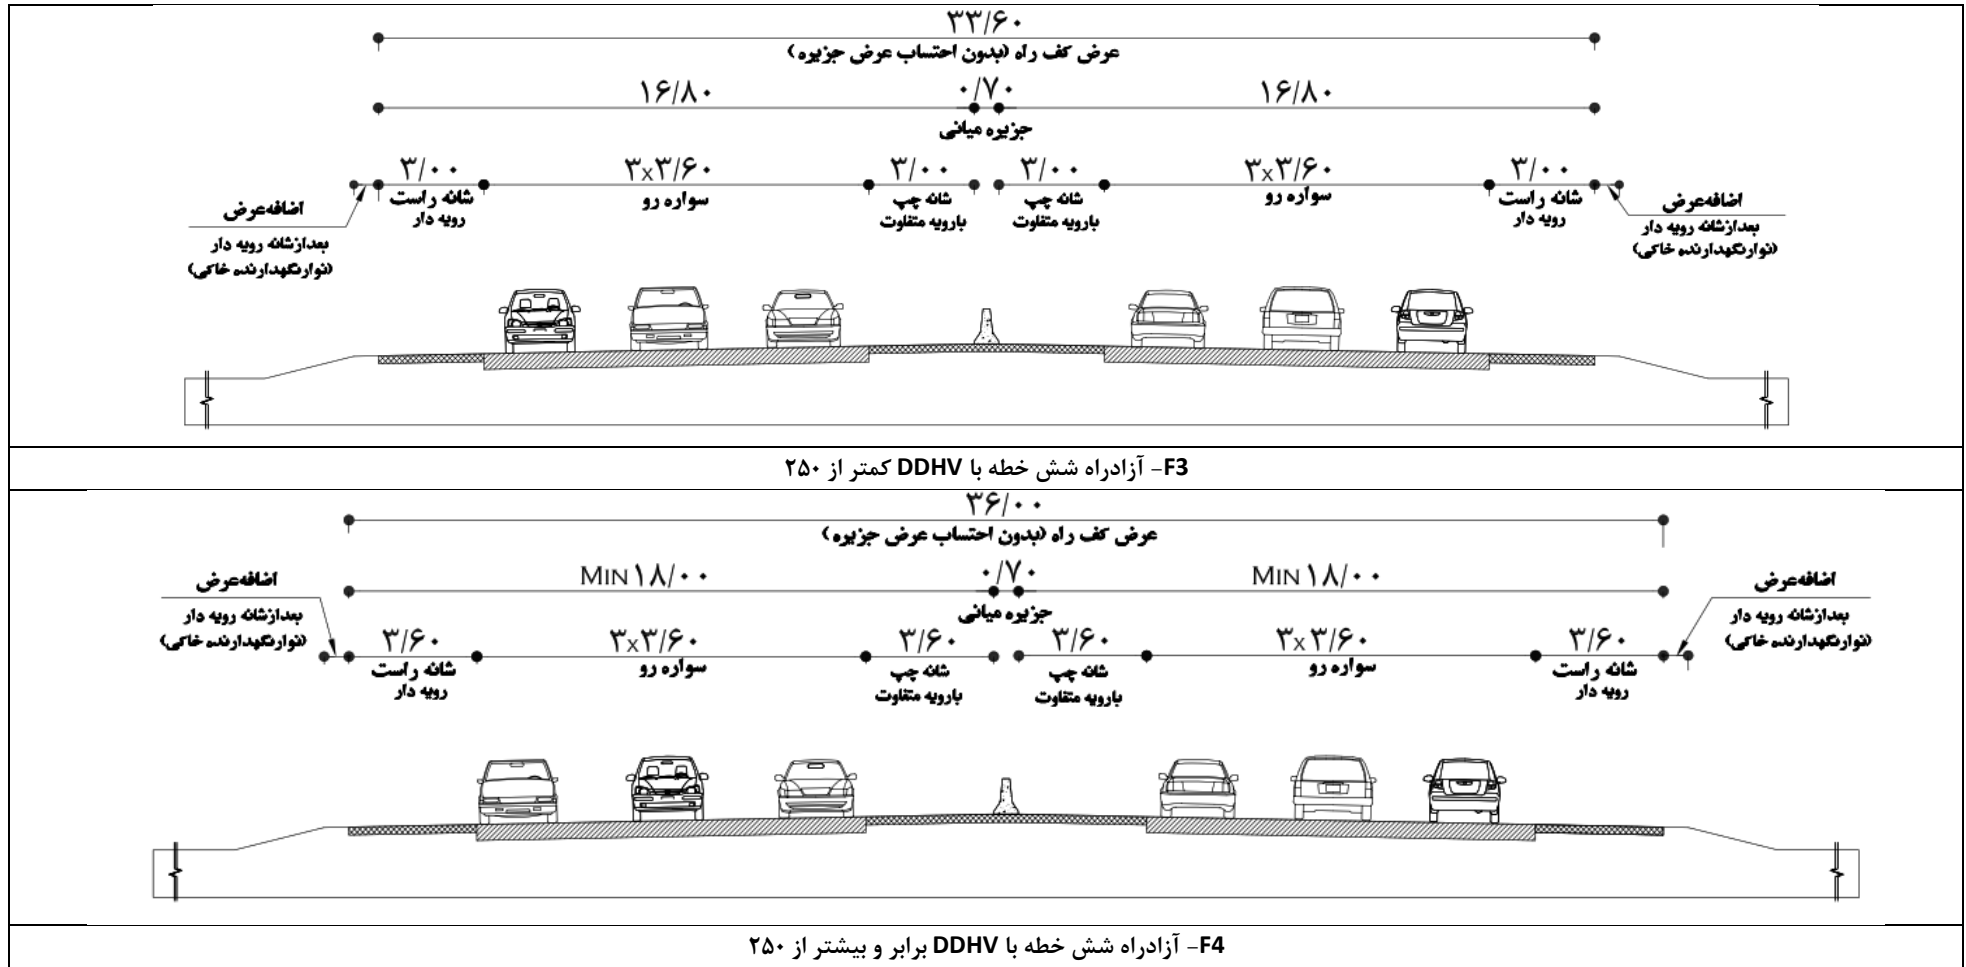 ۳۳/۶۰
عرض کف راه (بدون احتساب عرض جزیره)
۱۶/۸۰
۰/۷۰
۱۶/۸۰
جزیره میانی
۳/۰۰
۳x۳/۶۰
۳/۰۰
۳/۰۰
۳x۳/۶۰
۳/۰۰
شانه راست
رویه دار
سواره رو
شانه چپ
بارویه متفاوت
شانه چپ
بارویه متفاوت
سواره رو
شانه راست
رویه دار
اضافه‌عرض
بعدازشانه رویه دار
(نوارنگهدارنده خاکی)
اضافه‌عرض
بعدازشانه رویه دار
(نوارنگهدارنده خاکی)
F3- آزادراه شش خطه با DDHV کمتر از ۲۵۰
۳۶/۰۰
عرض کف راه (بدون احتساب عرض جزیره)
MIN ۱۸/۰۰
۰/۷۰
MIN ۱۸/۰۰
جزیره میانی
اضافه‌عرض
بعدازشانه رویه دار
(نوارنگهدارنده خاکی)
اضافه‌عرض
بعدازشانه رویه دار
(نوارنگهدارنده خاکی)
۳/۶۰
۳x۳/۶۰
۳/۶۰
۳/۶۰
۳x۳/۶۰
۳/۶۰
شانه راست
رویه دار
سواره رو
شانه چپ
بارویه متفاوت
شانه چپ
بارویه متفاوت
سواره رو
شانه راست
رویه دار
F4- آزادراه شش خطه با DDHV برابر و بیشتر از ۲۵۰